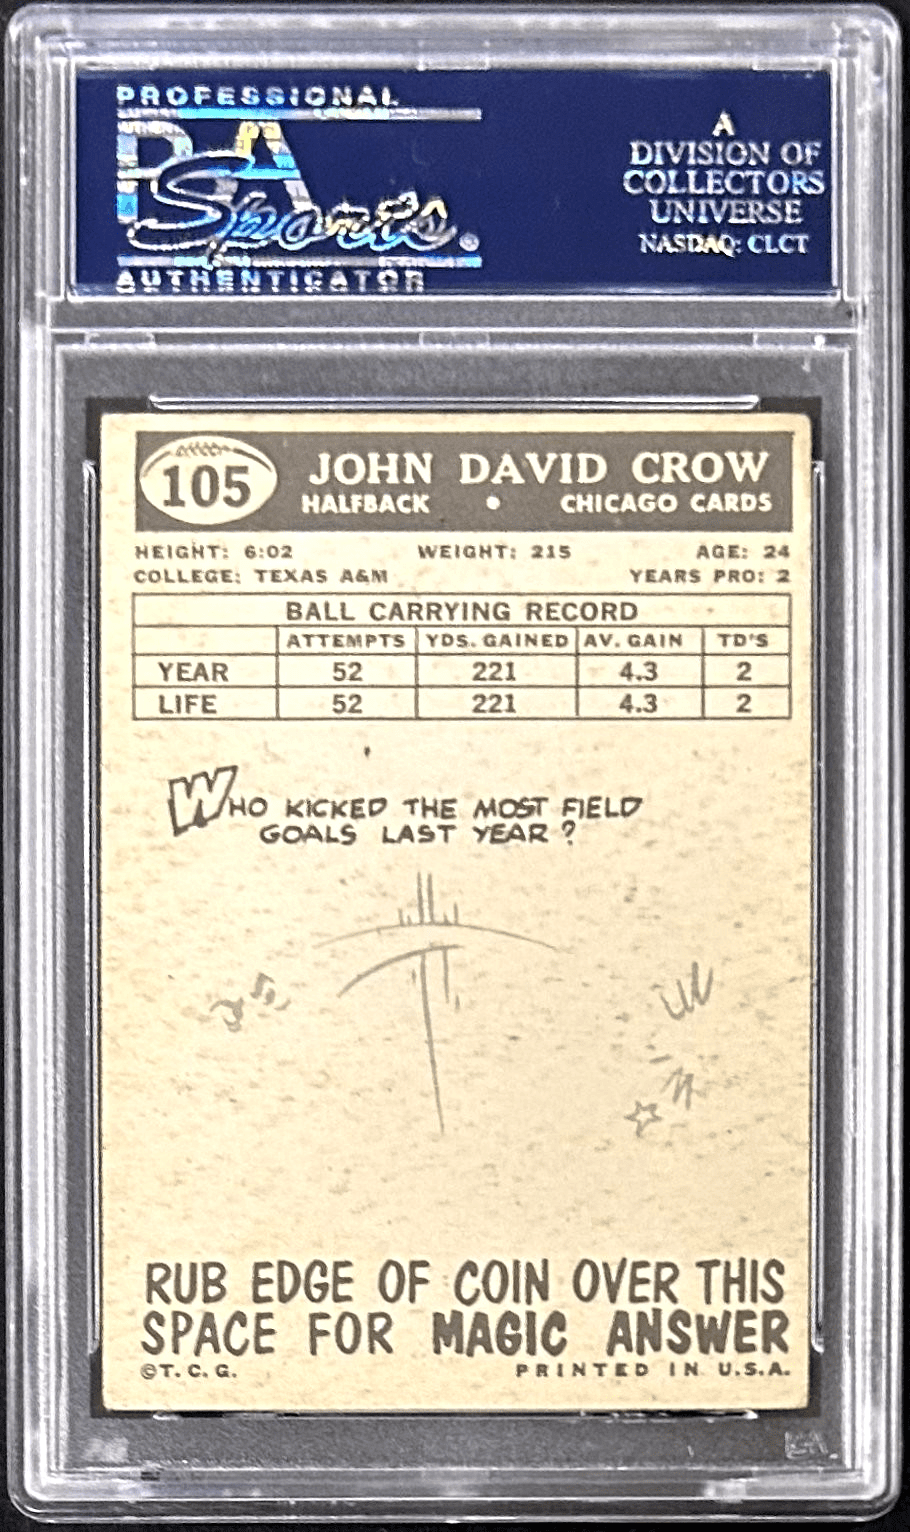 PROFESSIONAL
PSA
Sports
AUTHENTICATOR
A
DIVISION OF
COLLECTORS
UNIVERSE
NASDAQ: CLCT
105
JOHN DAVID CROW
HALFBACK • CHICAGO CARDS
HEIGHT: 6:02 WEIGHT: 215 AGE: 24
COLLEGE: TEXAS A&M YEARS PRO: 2
BALL CARRYING RECORD
ATTEMPTS YDS. GAINED AV. GAIN TD'S
YEAR 52 221 4.3 2
LIFE 52 221 4.3 2
WHO KICKED THE MOST FIELD
GOALS LAST YEAR?
RUB EDGE OF COIN OVER THIS
SPACE FOR MAGIC ANSWER
©T.C.G. PRINTED IN U.S.A.